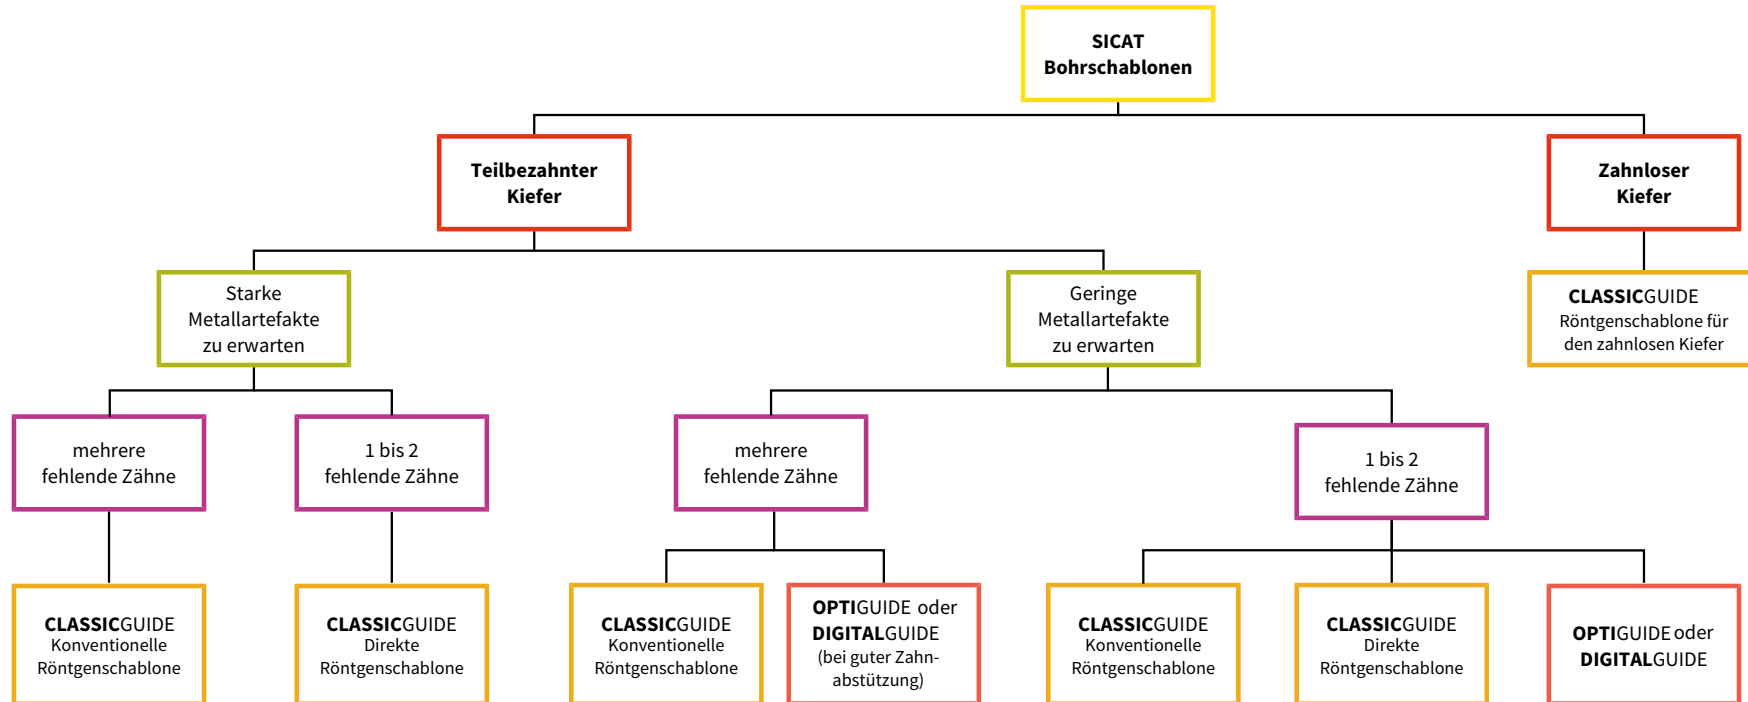 SICAT
Bohrschablonen
Teilbezahnter
Kiefer
Zahnloser
Kiefer
Starke
Metallartefakte
zu erwarten
Geringe
Metallartefakte
zu erwarten
CLASSICGUIDE
Röntgenschablone für
den zahnlosen Kiefer
mehrere
fehlende Zähne
1 bis 2
fehlende Zähne
mehrere
fehlende Zähne
1 bis 2
fehlende Zähne
CLASSICGUIDE
Konventionelle
Röntgenschablone
CLASSICGUIDE
Direkte
Röntgenschablone
CLASSICGUIDE
Konventionelle
Röntgenschablone
OPTIGUIDE oder
DIGITALGUIDE
(bei guter Zahn-
abstützung)
CLASSICGUIDE
Konventionelle
Röntgenschablone
CLASSICGUIDE
Direkte
Röntgenschablone
OPTIGUIDE oder
DIGITALGUIDE